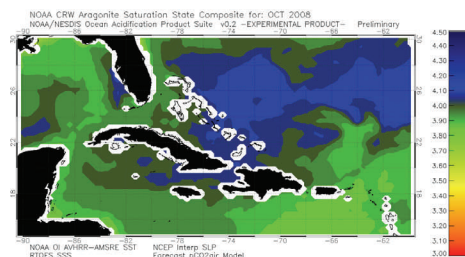 NOAA CRW Aragonite Saturation State Composite for: OCT 2008
NOAA/NESDIS Ocean Acidification Product Suite v0.2 -EXPERIMENTAL PRODUCT- Preliminary
-90 -86 -82 -78 -74 -70 -66 -62
30 30 4.50
4.40
4.30
26 26 4.20
4.10
4.00
3.90
22 22 3.80
3.70
3.60
3.50
18 18 3.40
3.30
3.20
3.10
-90 -86 -82 -78 -74 -70 -66 -62 3.00
NOAA OI AVHRR-AMSRE SST NCEP Interp SLP
RTOFS SSS Forecast pCO2air Model